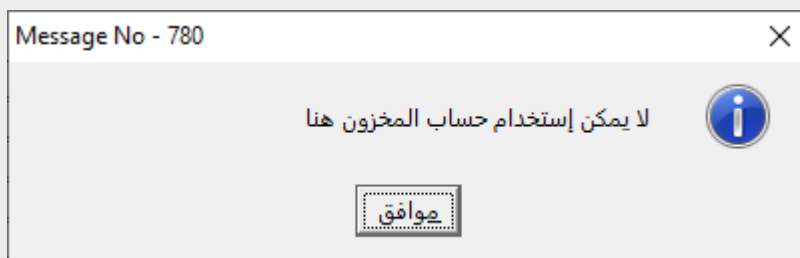 Message No - 780
لا يمكن إستخدام حساب المخزون هنا
موافق